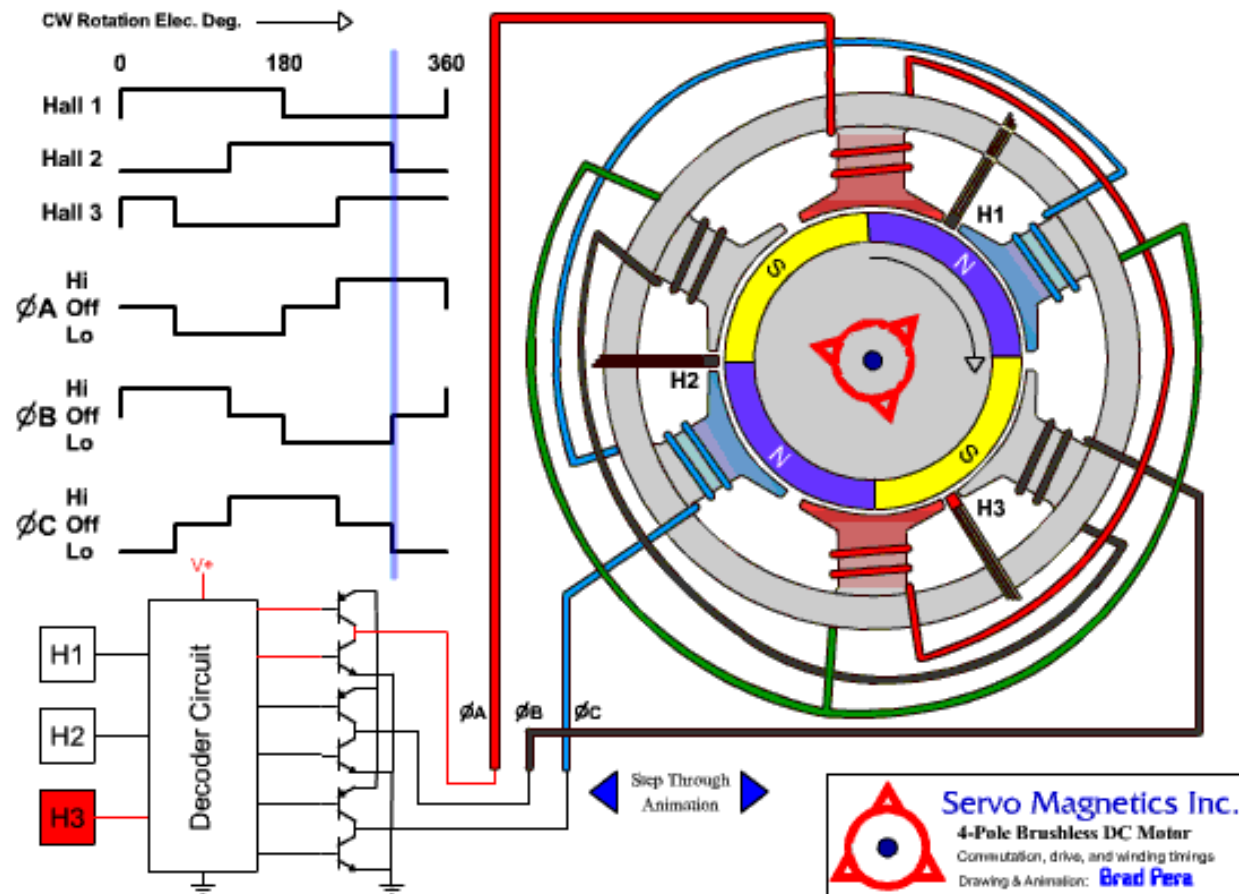 CW Rotation Elec. Deg.
0 180 360
Hall 1
Hall 2
Hall 3
Hi
ØA Off
Lo
Hi
ØB Off
Lo
Hi
ØC Off
Lo
V+
H1
H2
H3
Decoder Circuit
ØA ØB ØC
S
N
N
S
H1
H2
H3
Step Through
Animation
Servo Magnetics Inc.
4-Pole Brushless DC Motor
Commutation, drive, and winding timings
Drawing & Animation: Brad Pera